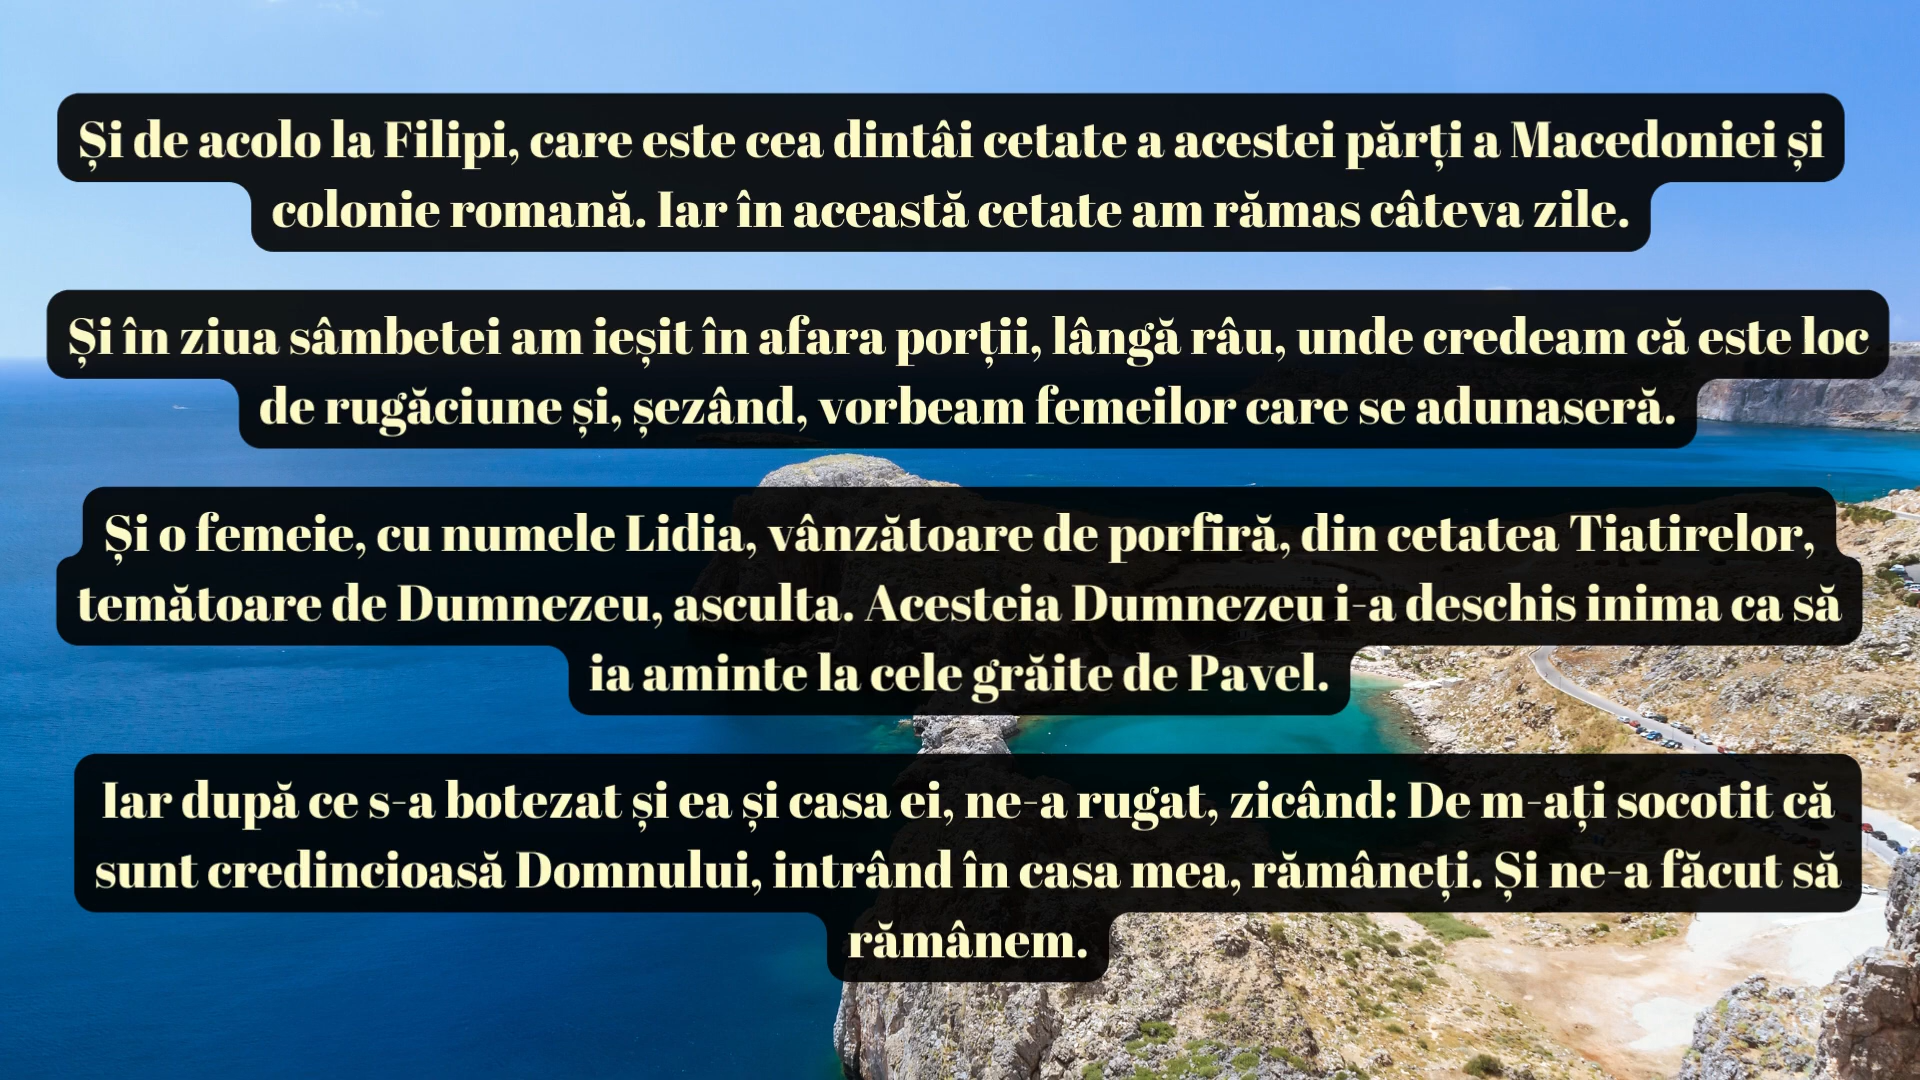 Și de acolo la Filipi, care este cea dintâi cetate a acestei părți a Macedoniei și
colonie romană. Iar în această cetate am rămas câteva zile.
Și în ziua sâmbetei am ieșit în afara porții, lângă râu, unde credeam că este loc
de rugăciune și, șezând, vorbeam femeilor care se adunaseră.
Și o femeie, cu numele Lidia, vânzătoare de porfiră, din cetatea Tiatirelor,
temătoare de Dumnezeu, asculta. Acesteia Dumnezeu i-a deschis inima ca să
ia aminte la cele grăite de Pavel.
Iar după ce s-a botezat și ea și casa ei, ne-a rugat, zicând: De m-ați socotit că
sunt credincioasă Domnului, intrând în casa mea, rămâneți. Și ne-a făcut să
rămânem.